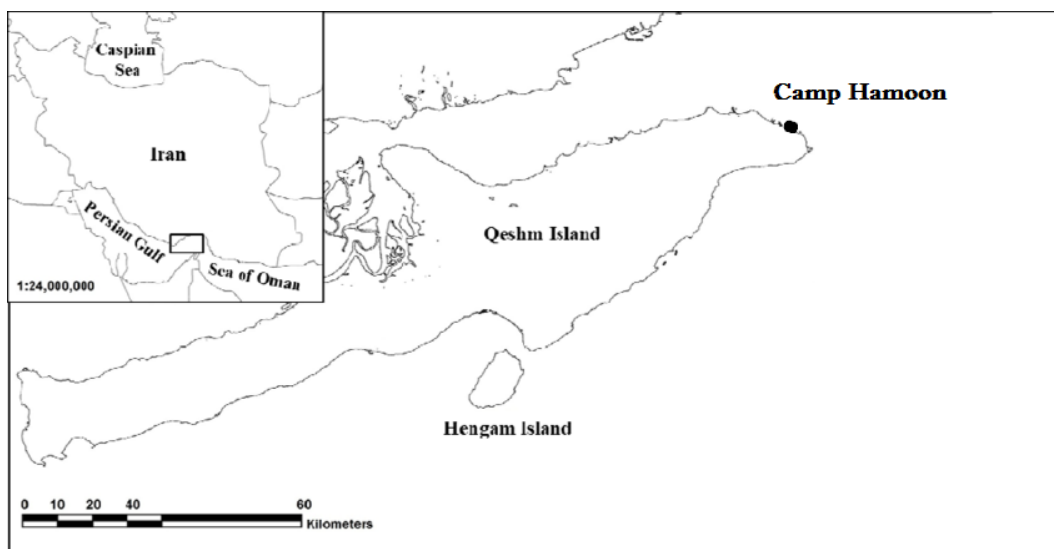 Caspian
Sea
Iran
Persian Gulf
Sea of Oman
1:24,000,000
Camp Hamoon
Qeshm Island
Hengam Island
0 10 20 40 60
Kilometers